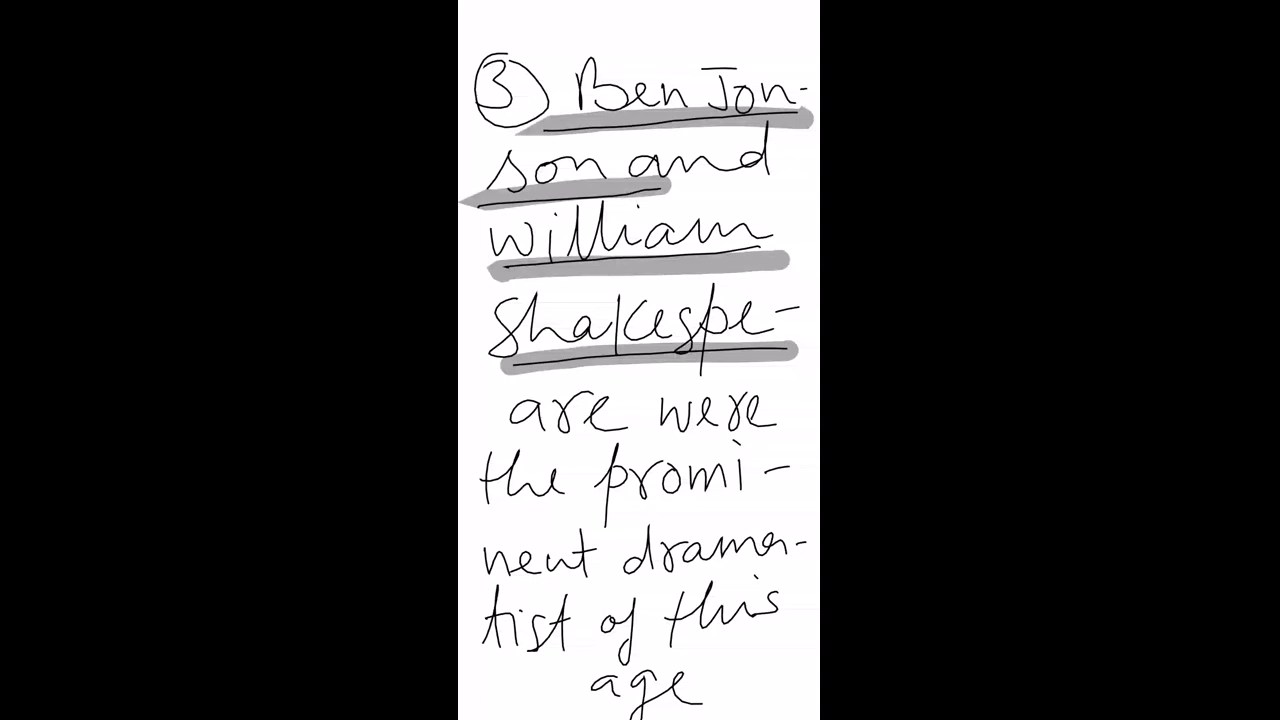 ③ Ben Jon-
son and
william
Shakespe-
are were
the promi-
nent drama-
tist of this
age